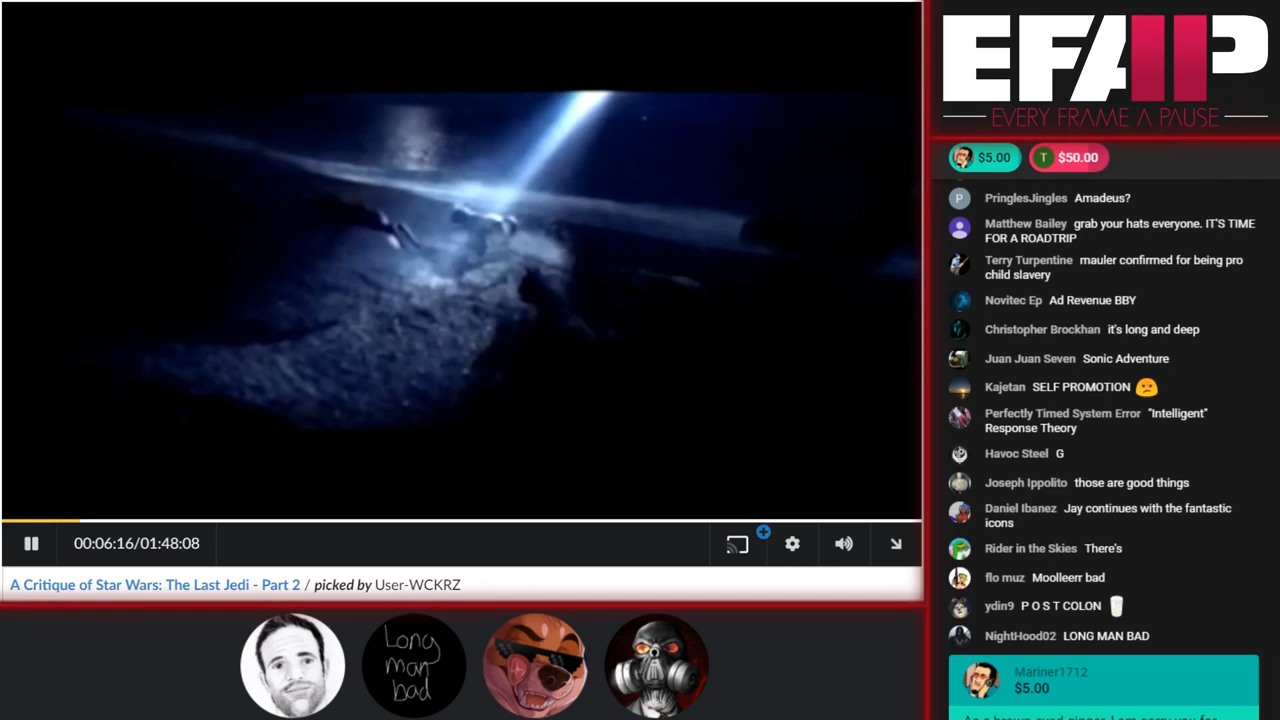 EFAP
EVERY FRAME A PAUSE
$5.00
T $50.00
P PringlesJingles Amadeus?
Matthew Bailey grab your hats everyone. IT'S TIME
FOR A ROADTRIP
Terry Turpentine mauler confirmed for being pro
child slavery
Novitec Ep Ad Revenue BBY
Christopher Brockhan it's long and deep
Juan Juan Seven Sonic Adventure
Kajetan SELF PROMOTION
Perfectly Timed System Error "Intelligent"
Response Theory
Havoc Steel G
Joseph Ippolito those are good things
Daniel Ibanez Jay continues with the fantastic
icons
Rider in the Skies There's
flo muz Moolleerr bad
ydin9 P O S T COLON
NightHood02 LONG MAN BAD
Mariner1712
$5.00
00:06:16/01:48:08
A Critique of Star Wars: The Last Jedi - Part 2 / picked by User-WCKRZ
Long
man
bad